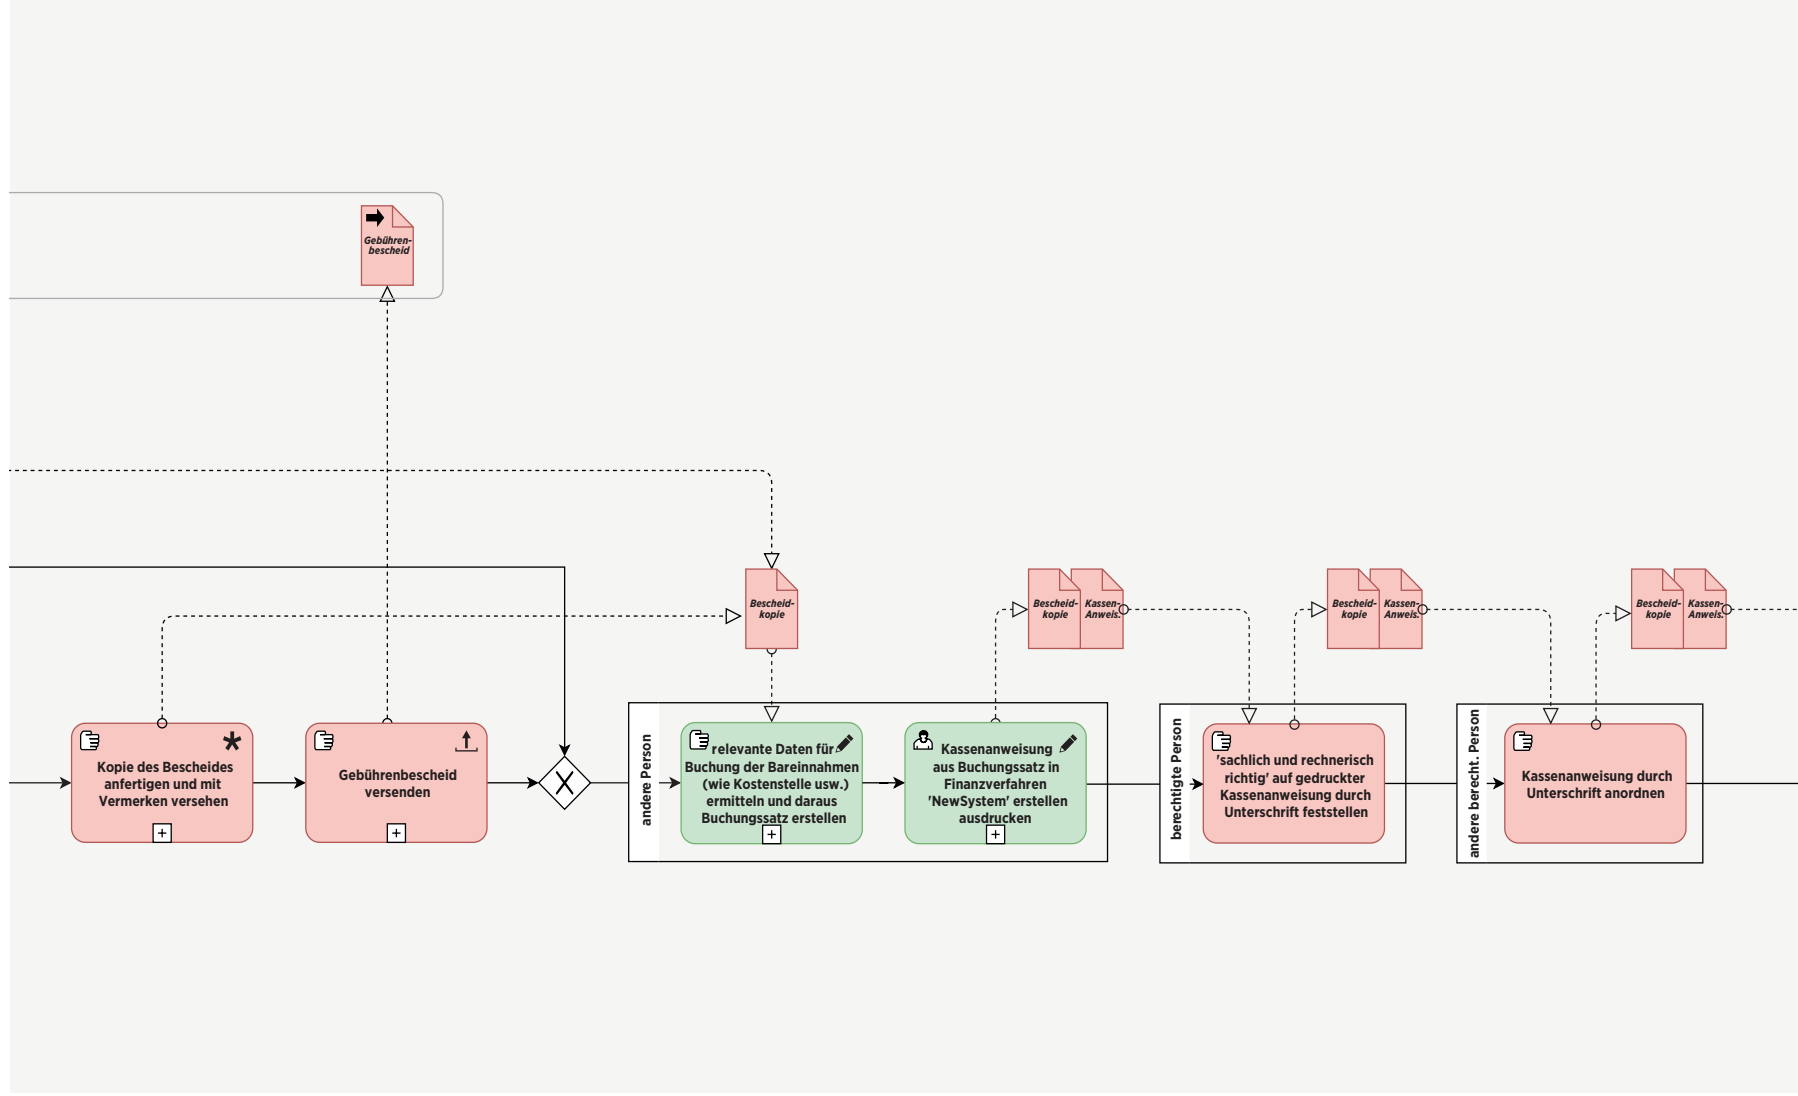 Gebühren-
bescheid
Bescheid-
kopie
Bescheid-
kopie
Kassen-
Anweis.
Bescheid-
kopie
Kassen-
Anweis.
Bescheid-
kopie
Kassen-
Anweis.
Kopie des Bescheides
anfertigen und mit
Vermerken versehen
Gebührenbescheid
versenden
andere Person
relevante Daten für
Buchung der Bareinnahmen
(wie Kostenstelle usw.)
ermitteln und daraus
Buchungssatz erstellen
Kassenanweisung
aus Buchungssatz in
Finanzverfahren
'NewSystem' erstellen
ausdrucken
berechtigte Person
'sachlich und rechnerisch
richtig' auf gedruckter
Kassenanweisung durch
Unterschrift feststellen
andere berecht. Person
Kassenanweisung durch
Unterschrift anordnen